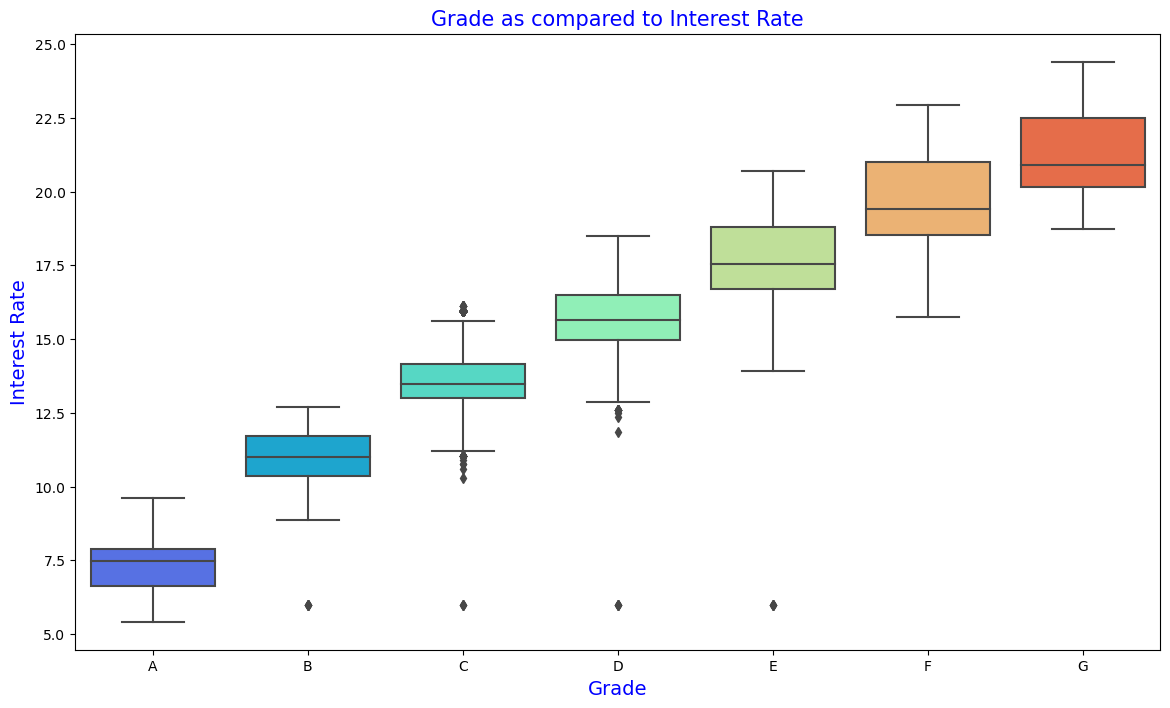 Grade as compared to Interest Rate
25.0
22.5
20.0
17.5
15.0
12.5
10.0
7.5
5.0
Interest Rate
A B C D E F G
Grade